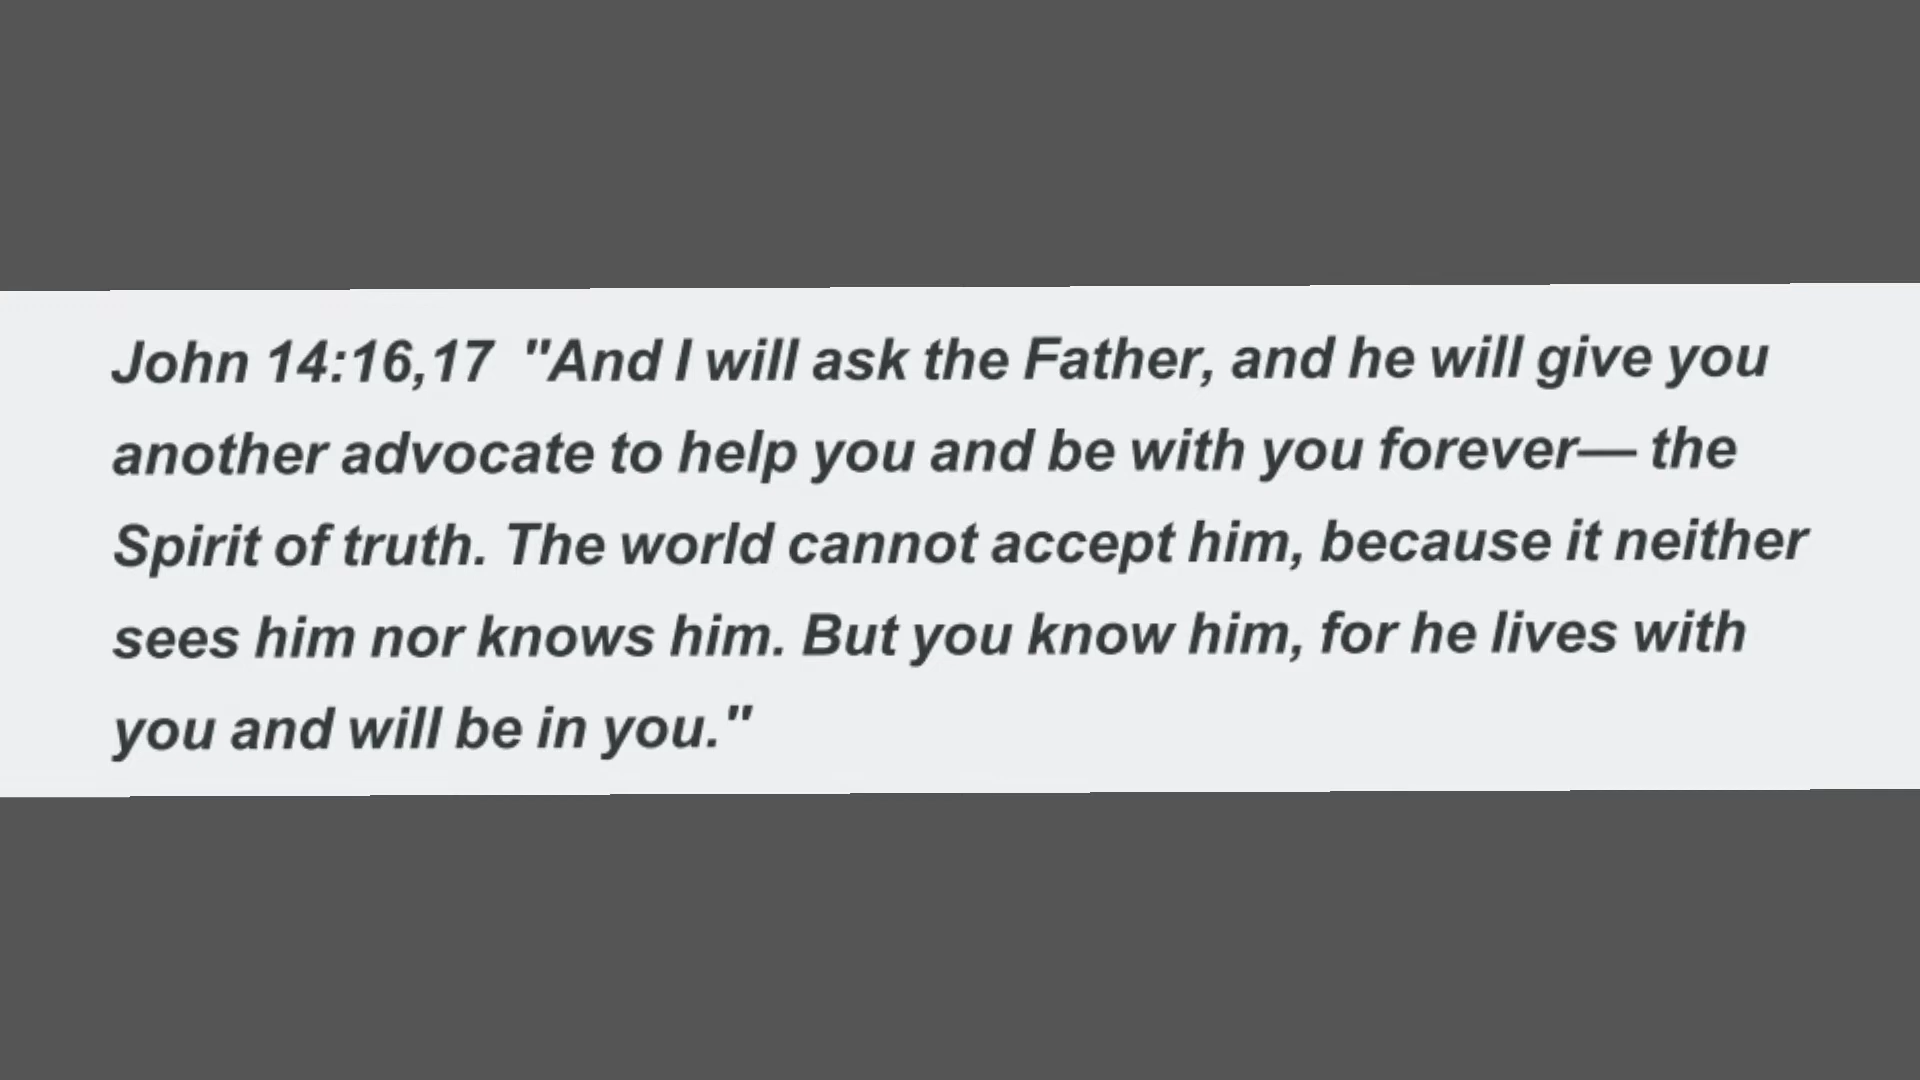 John 14:16,17  "And I will ask the Father, and he will give you
another advocate to help you and be with you forever— the
Spirit of truth. The world cannot accept him, because it neither
sees him nor knows him. But you know him, for he lives with
you and will be in you."